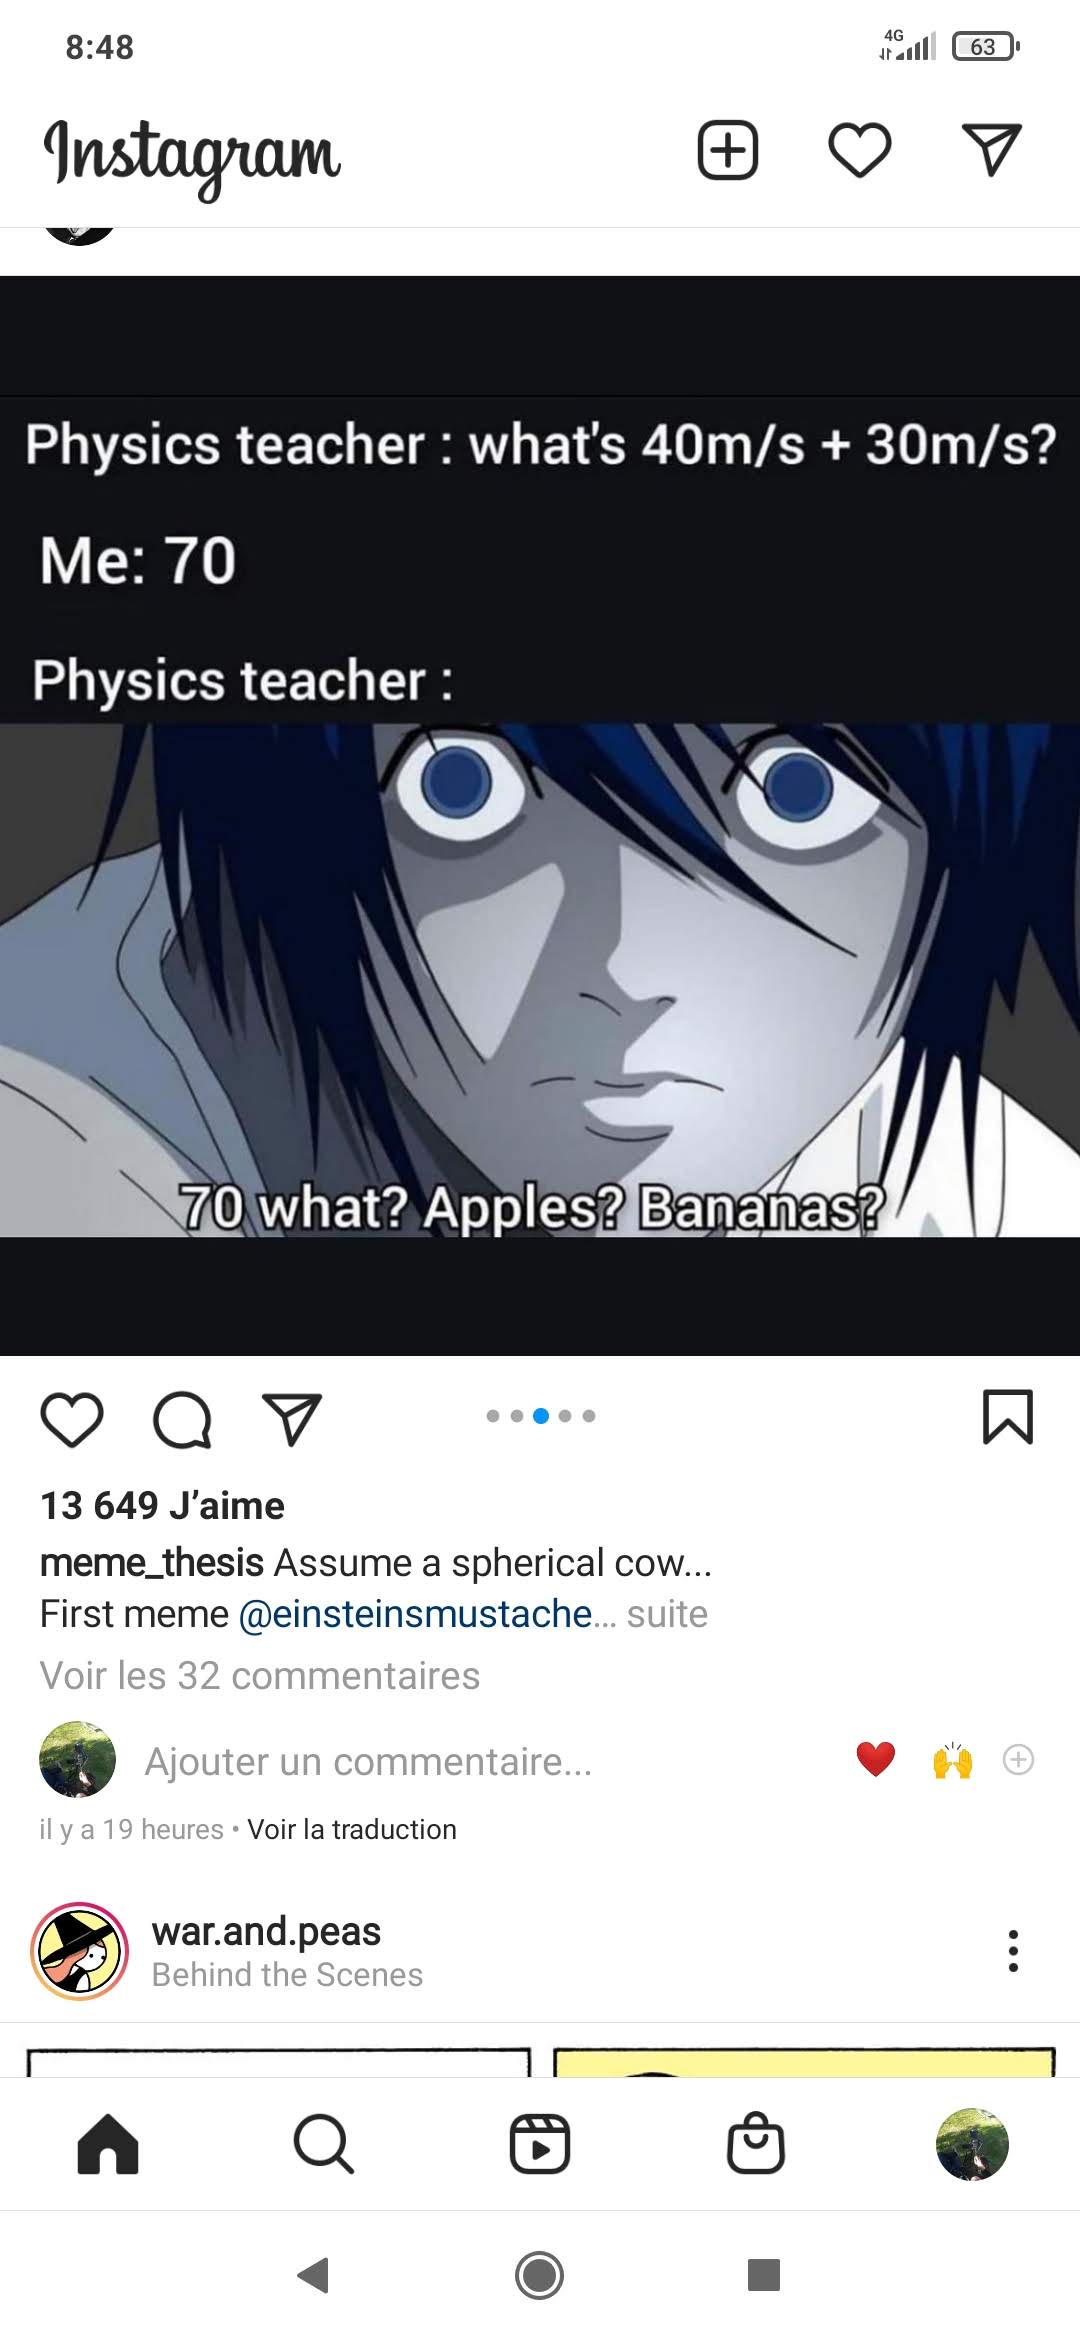 8:48
4G
63
Instagram
Physics teacher : what's 40m/s + 30m/s?
Me: 70
Physics teacher :
70 what? Apples? Bananas?
13 649 J’aime
meme_thesis Assume a spherical cow...
First meme @einsteinsmustache... suite
Voir les 32 commentaires
Ajouter un commentaire...
il y a 19 heures • Voir la traduction
war.and.peas
Behind the Scenes